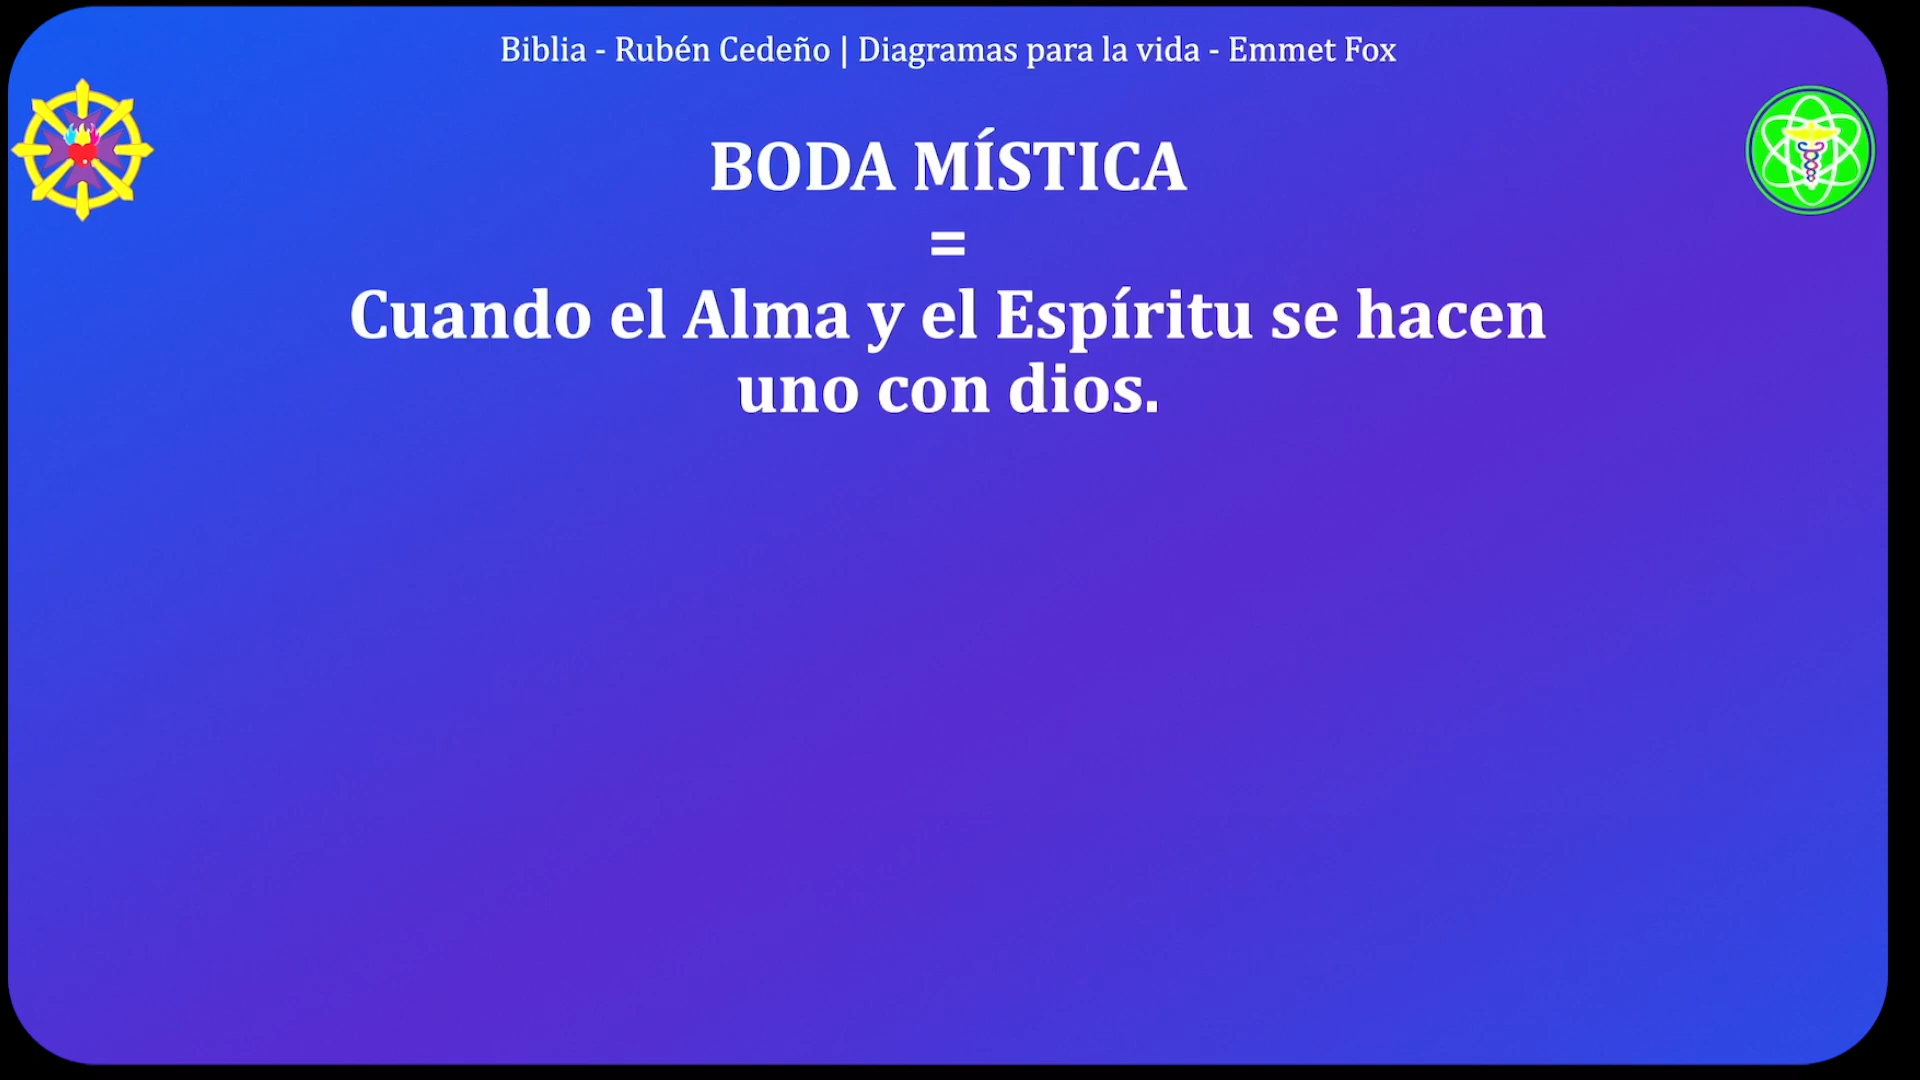 Biblia - Rubén Cedeño | Diagramas para la vida - Emmet Fox
BODA MÍSTICA
=
Cuando el Alma y el Espíritu se hacen
uno con dios.